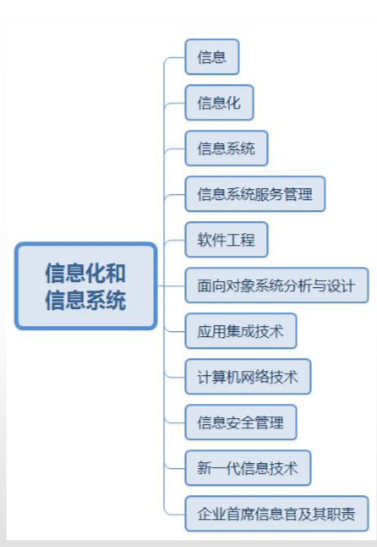 信息
信息化
信息系统
信息系统服务管理
软件工程
信息化和
信息系统
面向对象系统分析与设计
应用集成技术
计算机网络技术
信息安全管理
新一代信息技术
企业首席信息官及其职责